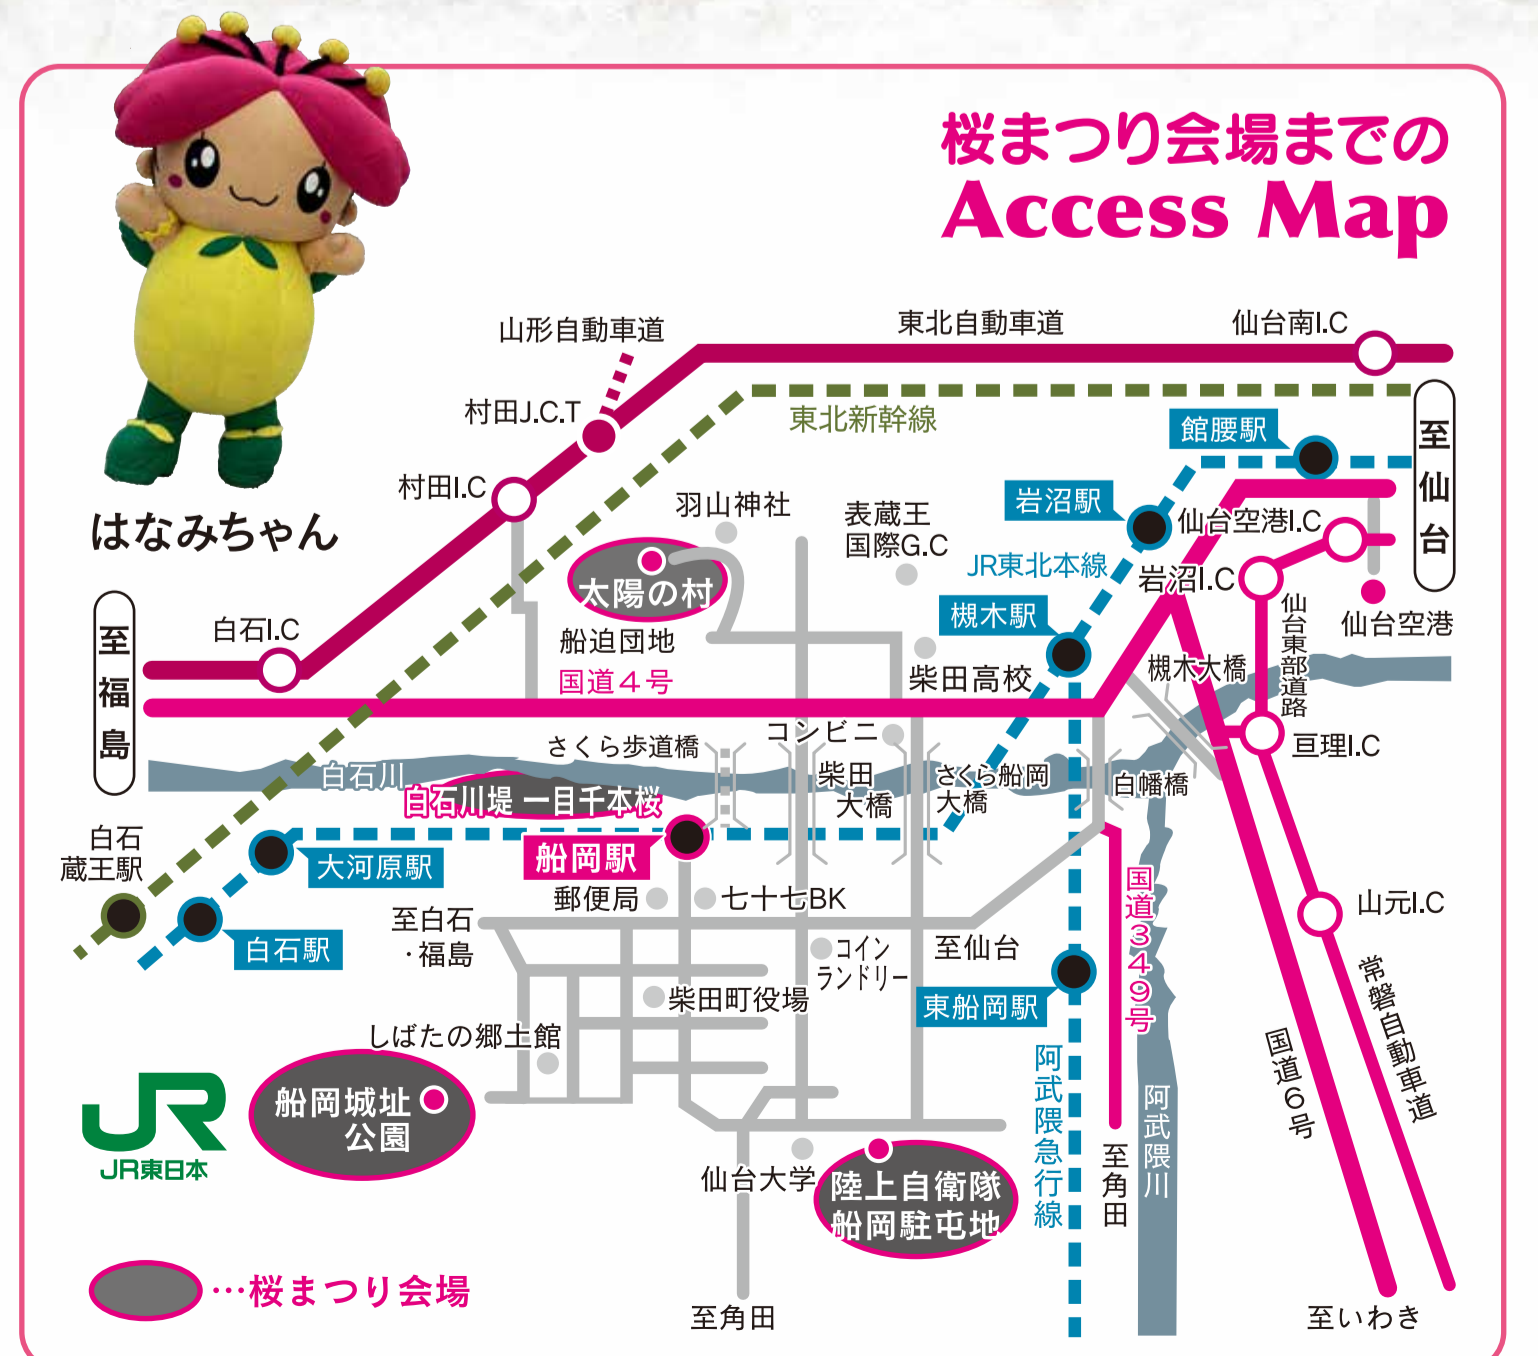 桜まつり会場までの
Access Map
はなみちゃん
山形自動車道
東北自動車道
仙台南I.C
村田J.C.T
東北新幹線
館腰駅
至仙台
村田I.C
羽山神社
表蔵王
国際G.C
岩沼駅
仙台空港I.C
JR東北本線
岩沼I.C
太陽の村
槻木駅
仙台東部道路
仙台空港
至福島
白石I.C
船迫団地
国道4号
柴田高校
槻木大橋
コンビニ
さくら歩道橋
亘理I.C
白石川
白石川堤 一目千本桜
柴田
大橋
さくら船岡
大橋
白幡橋
白石
蔵王駅
大河原駅
船岡駅
郵便局
七十七BK
国道349号
山元I.C
至白石
・福島
白石駅
コイン
ランドリー
至仙台
東船岡駅
柴田町役場
しばたの郷土館
常磐自動車道
国道6号
阿武隈急行線
阿武隈川
JR
JR東日本
船岡城址
公園
仙台大学
陸上自衛隊
船岡駐屯地
至角田
…桜まつり会場
至角田
至いわき